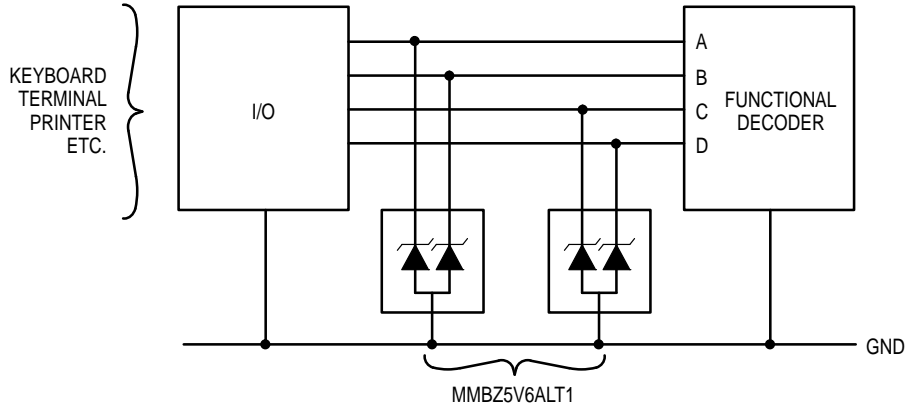 KEYBOARD
TERMINAL
PRINTER
ETC.
I/O
A
B
C
D
FUNCTIONAL
DECODER
GND
MMBZ5V6ALT1